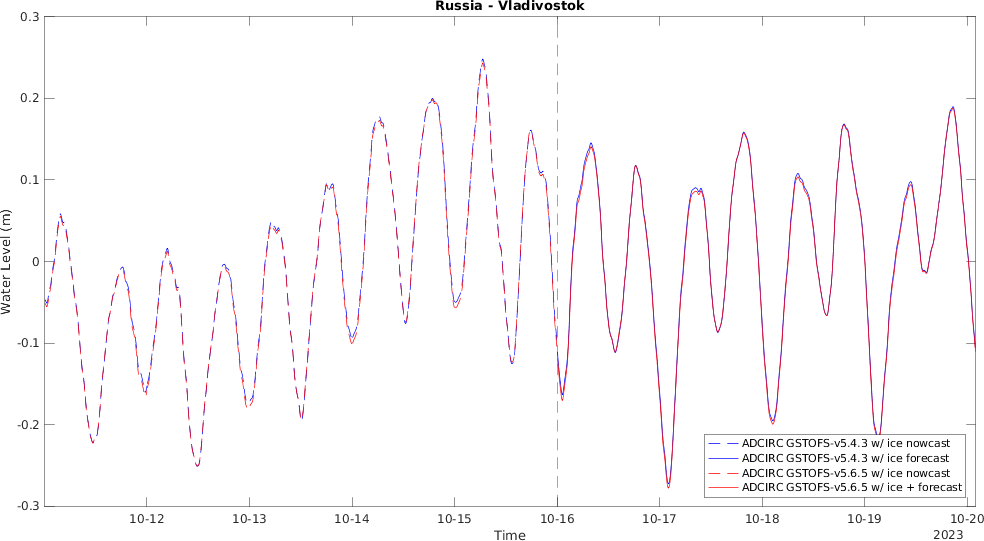 Russia - Vladivostok
0.3
0.2
0.1
0
-0.1
-0.2
-0.3
Water Level (m)
ADCIRC GSTOFS-v5.4.3 w/ ice nowcast
ADCIRC GSTOFS-v5.4.3 w/ ice forecast
ADCIRC GSTOFS-v5.6.5 w/ ice nowcast
ADCIRC GSTOFS-v5.6.5 w/ ice + forecast
10-12
10-13
10-14
10-15
10-16
10-17
10-18
10-19
10-20
Time
2023